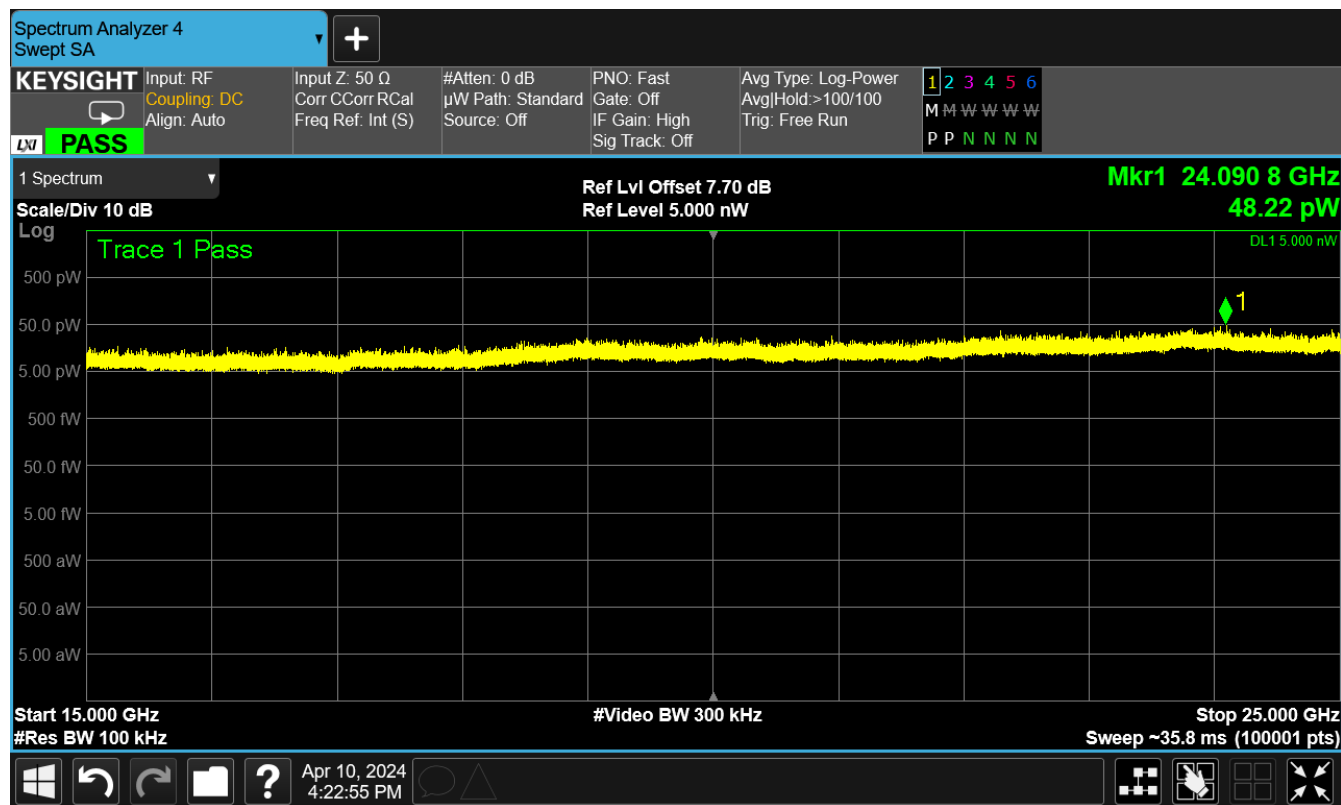 Spectrum Analyzer 4
Swept SA
+
KEYSIGHT
LXI PASS
Input: RF
Coupling: DC
Align: Auto
Input Z: 50 Ω
Corr CCorr RCal
Freq Ref: Int (S)
#Atten: 0 dB
µW Path: Standard
Source: Off
PNO: Fast
Gate: Off
IF Gain: High
Sig Track: Off
Avg Type: Log-Power
Avg|Hold:>100/100
Trig: Free Run
1 2 3 4 5 6
M M W W W W
P P N N N N
1 Spectrum
Scale/Div 10 dB
Log
Ref Lvl Offset 7.70 dB
Ref Level 5.000 nW
Mkr1 24.090 8 GHz
48.22 pW
Trace 1 Pass
DL1 5.000 nW
500 pW
1
50.0 pW
5.00 pW
500 fW
50.0 fW
5.00 fW
500 aW
50.0 aW
5.00 aW
Start 15.000 GHz
#Res BW 100 kHz
#Video BW 300 kHz
Stop 25.000 GHz
Sweep ~35.8 ms (100001 pts)
?
Apr 10, 2024
4:22:55 PM